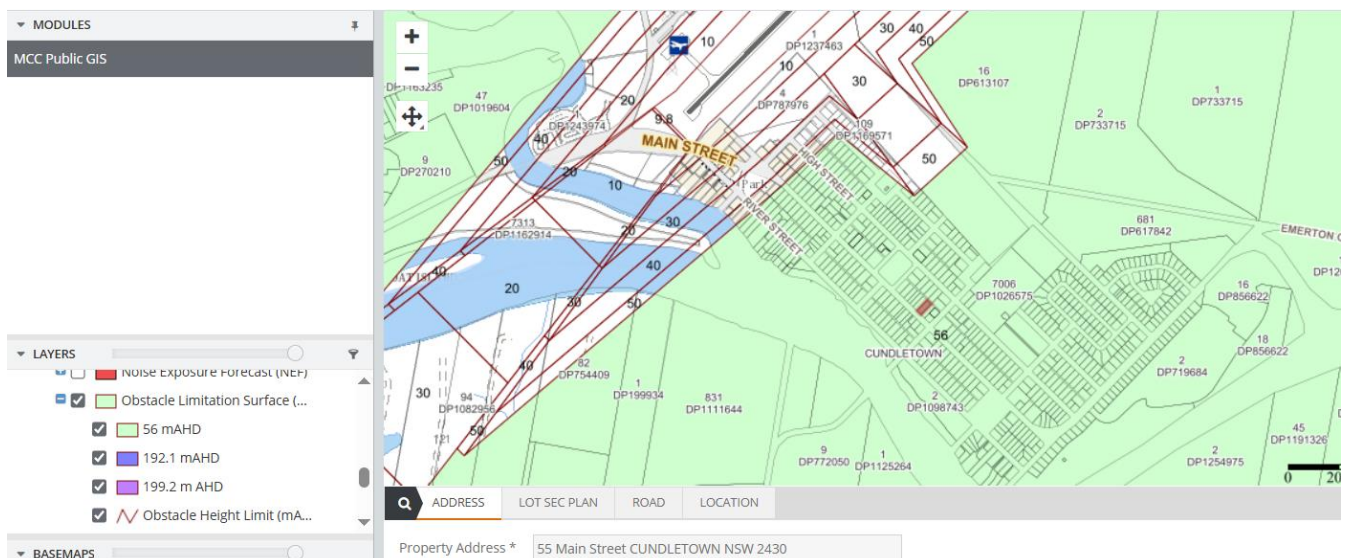 MODULES
MCC Public GIS
LAYERS
Noise Exposure Forecast (NEF)
Obstacle Limitation Surface (...
56 mAHD
192.1 mAHD
199.2 m AHD
Obstacle Height Limit (mA...
BASEMAPS
+
−
10
1
DP1237463
30
40
50
10
4
DP787976
30
16
DP613107
2
DP733715
1
DP733715
DP1163235
47
DP1019604
20
9.8
1
DP1243974
40
109
DP1169571
50
MAIN STREET
HIGH STREET
Park
RIVER STREET
9
DP270210
50
20
10
30
20
7313
DP1162914
40
40
20
30
50
681
DP617842
EMERTON
7006
DP1026575
16
DP856622
18
DP856622
56
CUNDLETOWN
2
DP719684
82
DP754409
40
30
94
DP1082956
50
121
1
DP199934
831
DP1111644
2
DP1098743
9
DP772050
1
DP1125264
45
DP1191326
2
DP1254975
0
20
ADDRESS LOT SEC PLAN ROAD LOCATION
Property Address * 55 Main Street CUNDLETOWN NSW 2430